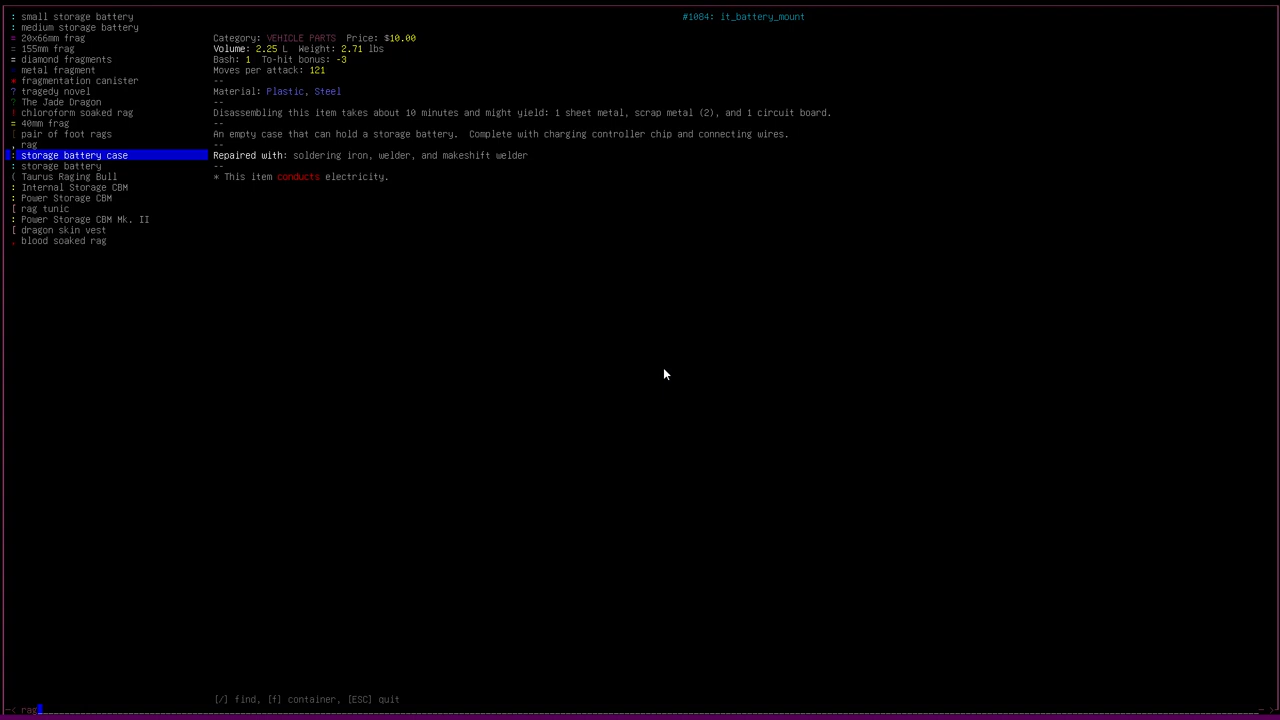 : small storage battery
#1084: it_battery_mount
: medium storage battery
= 20x66mm frag
Category: VEHICLE PARTS Price: $10.00
= 155mm frag
Volume: 2.25 L Weight: 2.71 lbs
= diamond fragments
Bash: 1 To-hit bonus: -3
metal fragment
Moves per attack: 121
* fragmentation canister
--
? tragedy novel
Material: Plastic, Steel
? The Jade Dragon
--
! chloroform soaked rag
Disassembling this item takes about 10 minutes and might yield: 1 sheet metal, scrap metal (2), and 1 circuit board.
= 40mm frag
--
[ pair of foot rags
An empty case that can hold a storage battery. Complete with charging controller chip and connecting wires.
, rag
--
: storage battery case
Repaired with: soldering iron, welder, and makeshift welder
: storage battery
--
( Taurus Raging Bull
* This item conducts electricity.
: Internal Storage CBM
: Power Storage CBM
[ rag tunic
: Power Storage CBM Mk. II
[ dragon skin vest
, blood soaked rag
[/] find, [f] container, [ESC] quit
< rag >